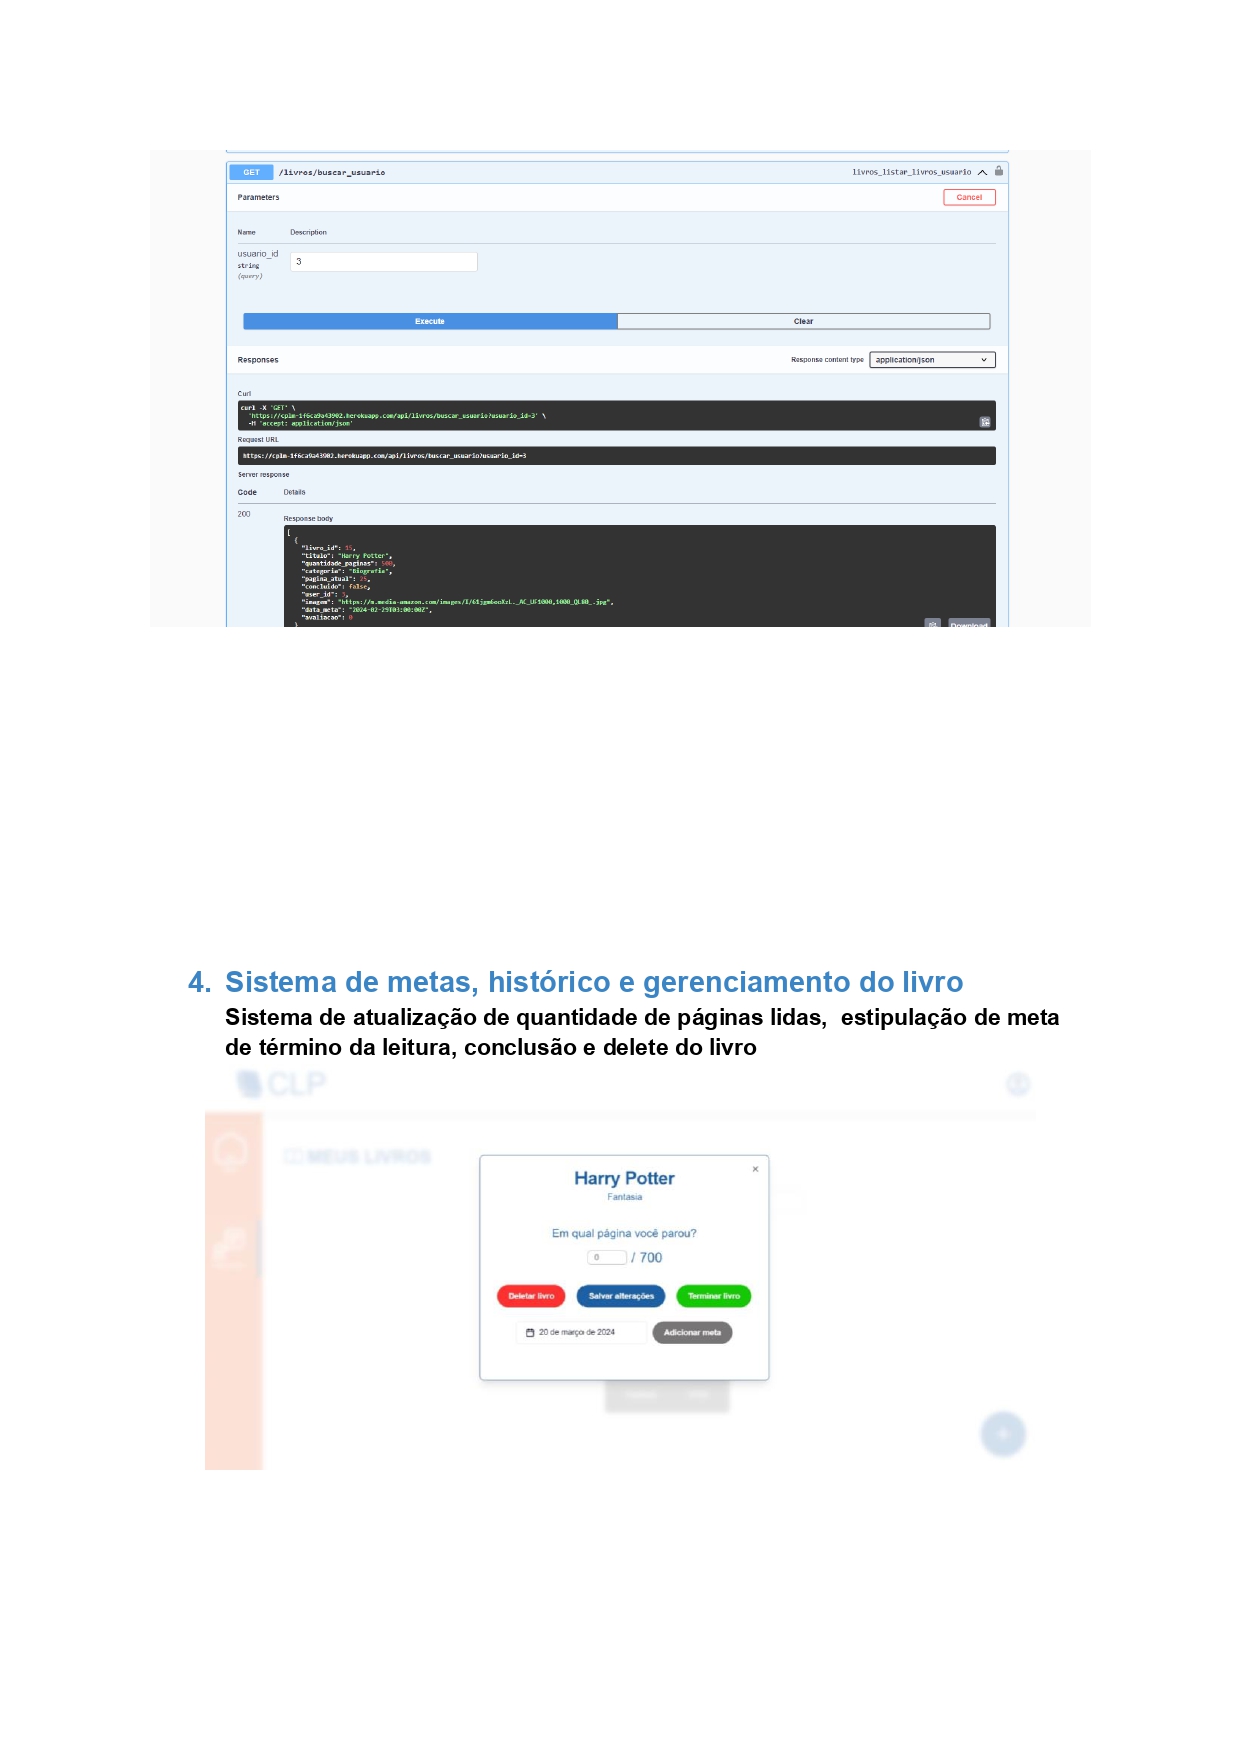 GET /livros/buscar_usuario livros_listar_livros_usuario
Parameters Cancel
Name Description
usuario_id
string
(query)
3
Execute Clear
Responses Response content type application/json
Curl
curl -X 'GET' \
'https://cplm-1f6ca9a43902.herokuapp.com/api/livros/buscar_usuario?usuario_id=3' \
-H 'accept: application/json'
Request URL
https://cplm-1f6ca9a43902.herokuapp.com/api/livros/buscar_usuario?usuario_id=3
Server response
Code Details
200
Response body
[
{
"livro_id": 15,
"titulo": "Harry Potter",
"quantidade_paginas": 500,
"categoria": "Biografia",
"pagina_atual": 25,
"concluido": false,
"user_id": 3,
"imagem": "https://m.media-amazon.com/images/I/61jgm6ooXzL._AC_UF1000,1000_QL80_.jpg",
"data_meta": "2024-02-29T03:00:00Z",
"avaliacao": 0
}
Download
4. Sistema de metas, histórico e gerenciamento do livro
Sistema de atualização de quantidade de páginas lidas, estipulação de meta
de término da leitura, conclusão e delete do livro
CLP
MEUS LIVROS
×
Harry Potter
Fantasia
Em qual página você parou?
0 / 700
Deletar livro Salvar alterações Terminar livro
20 de março de 2024 Adicionar meta
+